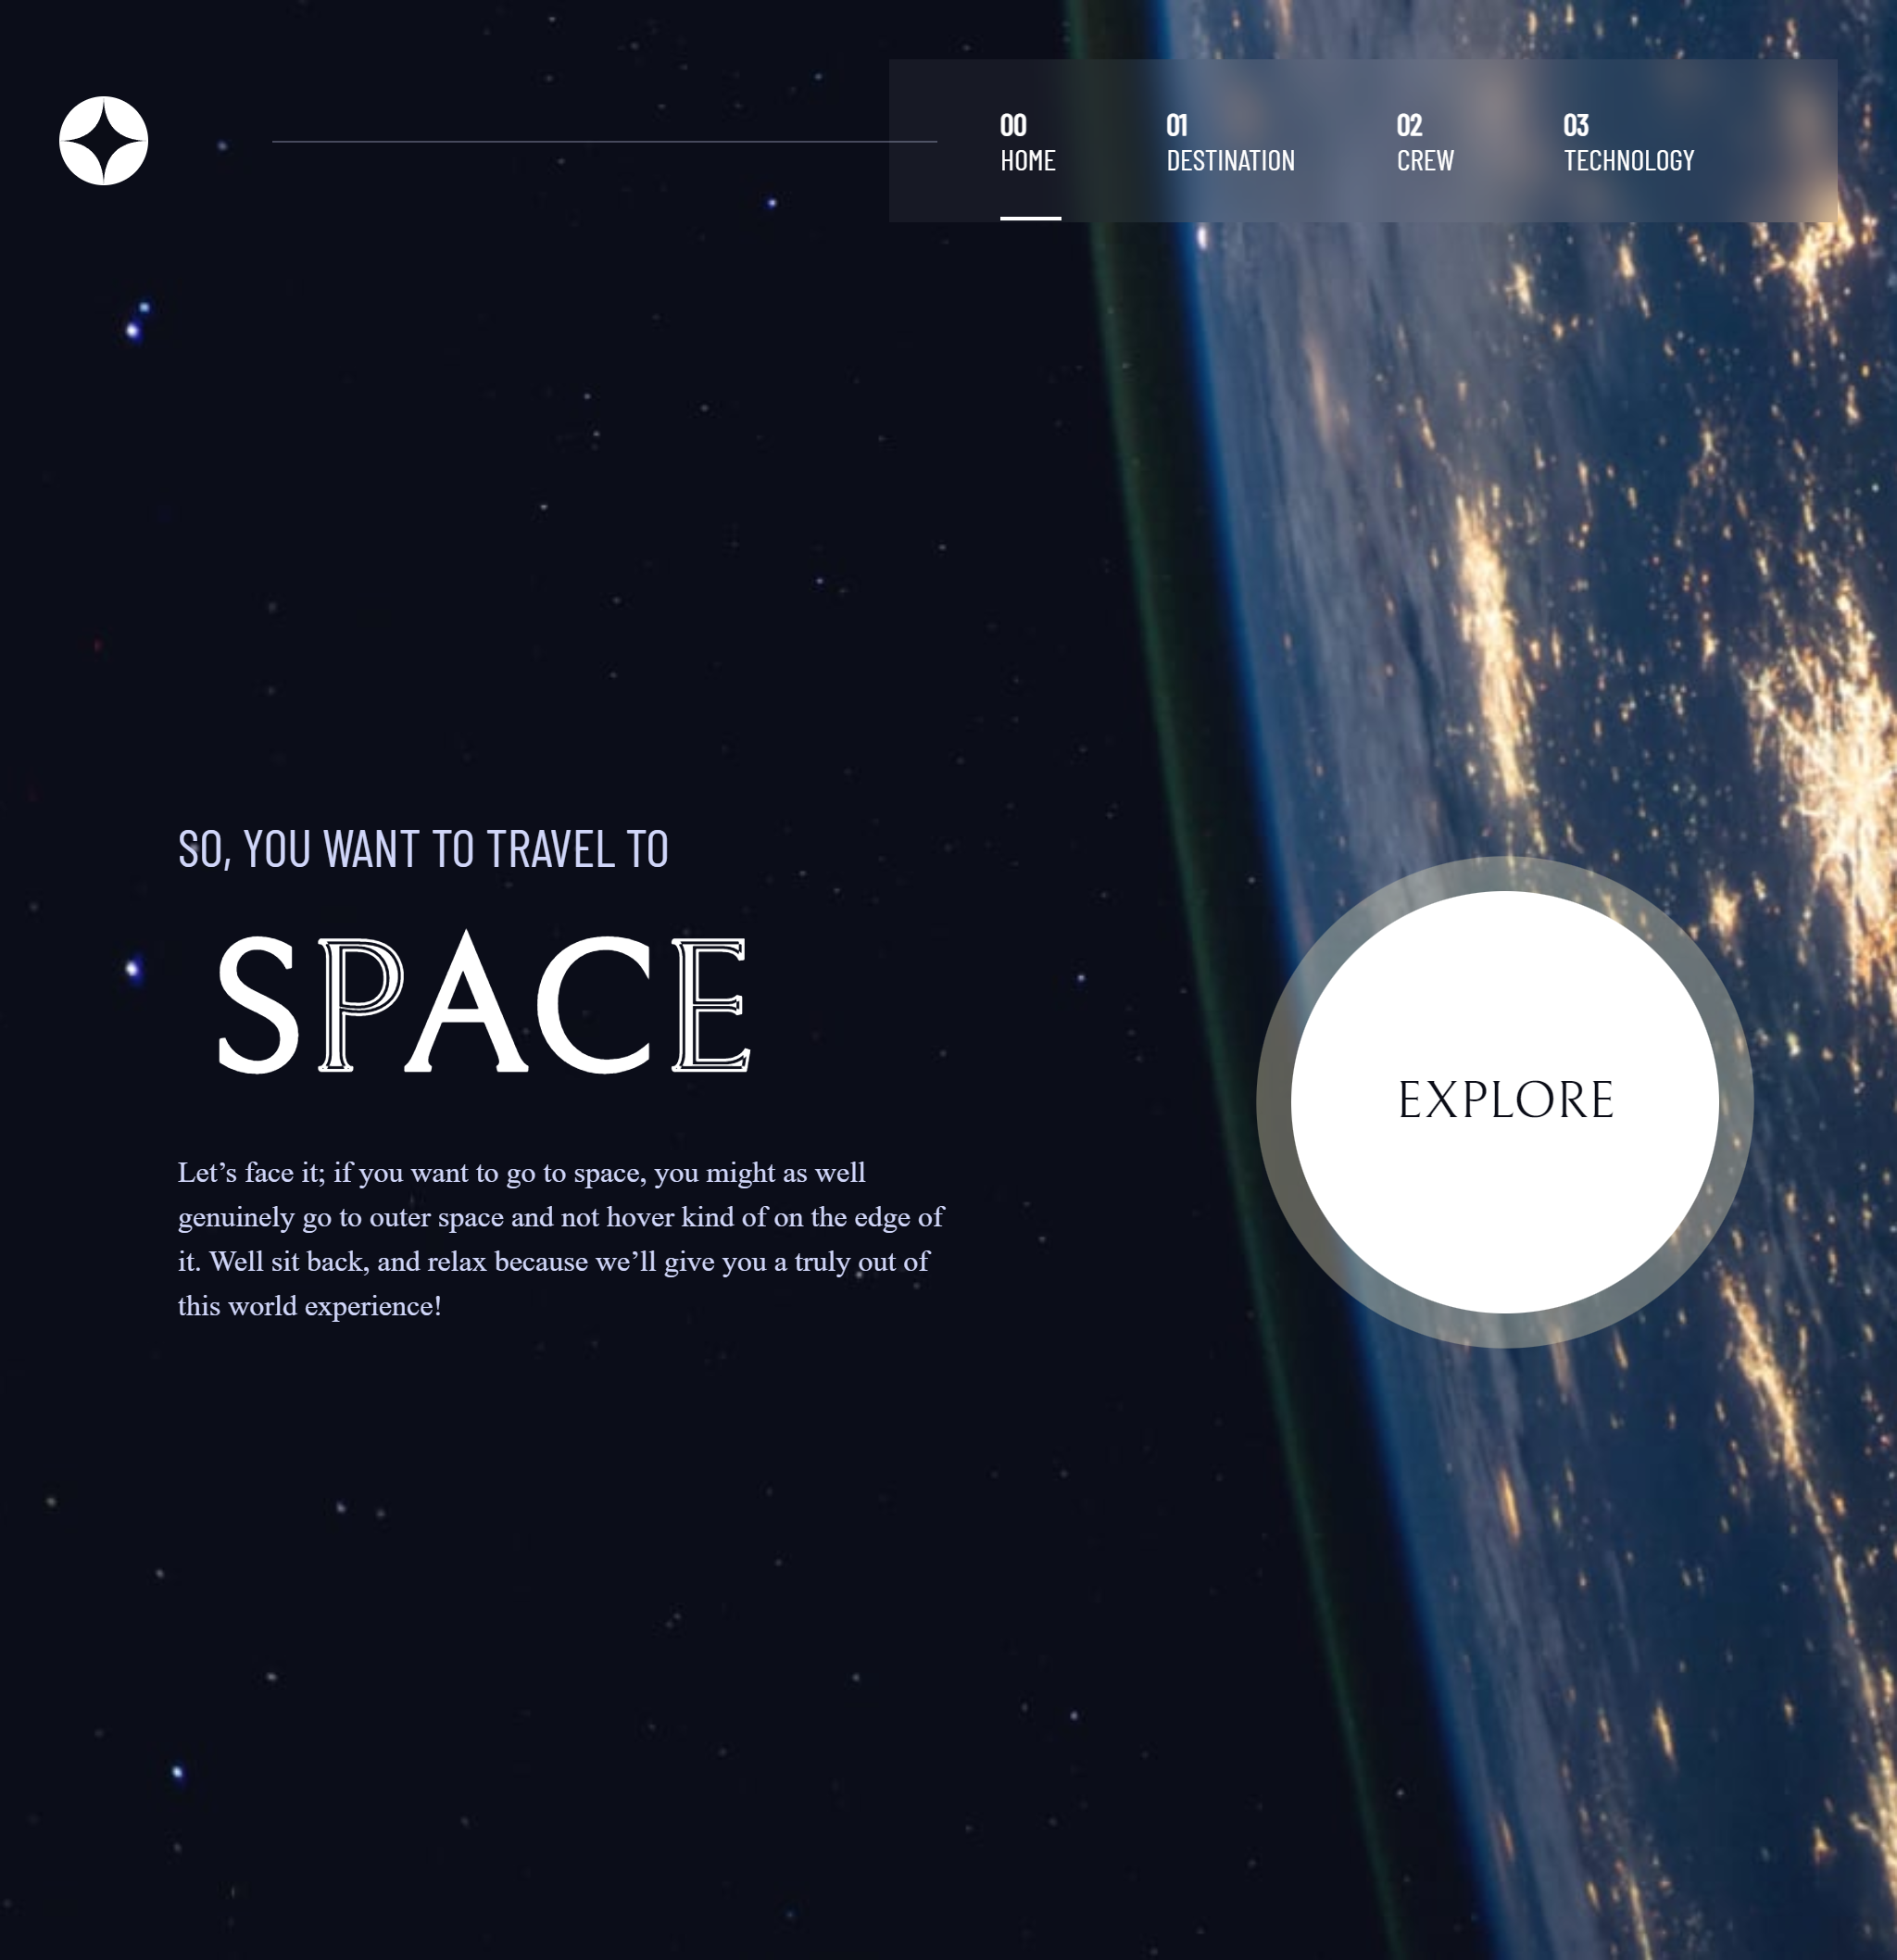 00
HOME
01
DESTINATION
02
CREW
03
TECHNOLOGY
SO, YOU WANT TO TRAVEL TO
SPACE
Let’s face it; if you want to go to space, you might as well
genuinely go to outer space and not hover kind of on the edge of
it. Well sit back, and relax because we’ll give you a truly out of
this world experience!
EXPLORE